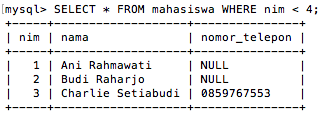 mysql> SELECT * FROM mahasiswa WHERE nim < 4;
+------+-------------------+---------------+
| nim | nama | nomor_telepon |
+------+-------------------+---------------+
| 1 | Ani Rahmawati | NULL |
| 2 | Budi Raharjo | NULL |
| 3 | Charlie Setiabudi | 0859767553 |
+------+-------------------+---------------+